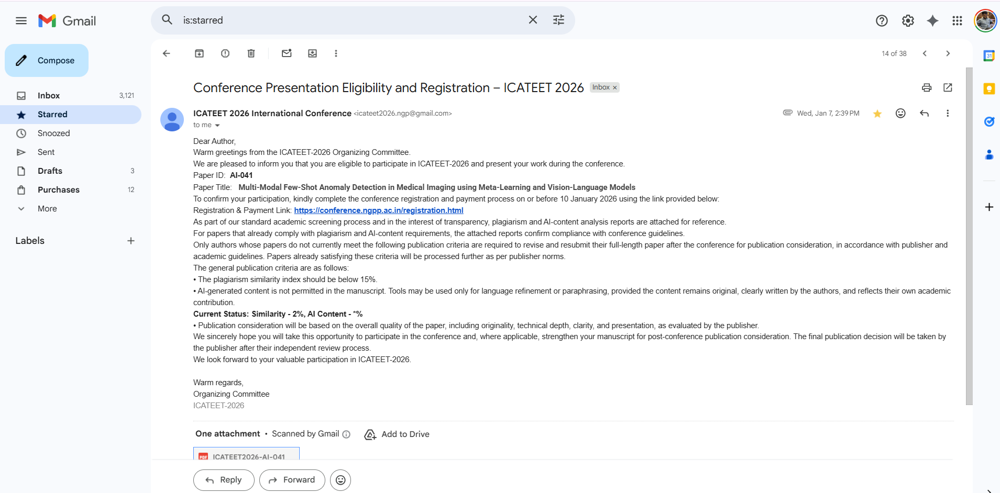 Gmail
is:starred
Compose
14 of 38
Inbox 3,121
Starred
Snoozed
Sent
Drafts 3
Purchases 12
More
Labels
Conference Presentation Eligibility and Registration – ICATEET 2026 Inbox ×
ICATEET 2026 International Conference <icateet2026.ngp@gmail.com> Wed, Jan 7, 2:39 PM
to me
Dear Author,
Warm greetings from the ICATEET-2026 Organizing Committee.
We are pleased to inform you that you are eligible to participate in ICATEET-2026 and present your work during the conference.
Paper ID: AI-041
Paper Title: Multi-Modal Few-Shot Anomaly Detection in Medical Imaging using Meta-Learning and Vision-Language Models
To confirm your participation, kindly complete the conference registration and payment process on or before 10 January 2026 using the link provided below:
Registration & Payment Link: https://conference.ngpp.ac.in/registration.html
As part of our standard academic screening process and in the interest of transparency, plagiarism and AI-content analysis reports are attached for reference.
For papers that already comply with plagiarism and AI-content requirements, the attached reports confirm compliance with conference guidelines.
Only authors whose papers do not currently meet the following publication criteria are required to revise and resubmit their full-length paper after the conference for publication consideration, in accordance with publisher and
academic guidelines. Papers already satisfying these criteria will be processed further as per publisher norms.
The general publication criteria are as follows:
• The plagiarism similarity index should be below 15%.
• AI-generated content is not permitted in the manuscript. Tools may be used only for language refinement or paraphrasing, provided the content remains original, clearly written by the authors, and reflects their own academic
contribution.
Current Status: Similarity - 2%, AI Content - *%
• Publication consideration will be based on the overall quality of the paper, including originality, technical depth, clarity, and presentation, as evaluated by the publisher.
We sincerely hope you will take this opportunity to participate in the conference and, where applicable, strengthen your manuscript for post-conference publication consideration. The final publication decision will be taken by
the publisher after their independent review process.
We look forward to your valuable participation in ICATEET-2026.
Warm regards,
Organizing Committee
ICATEET-2026
One attachment • Scanned by Gmail Add to Drive
PDF ICATEET2026-AI-041
Reply Forward
31